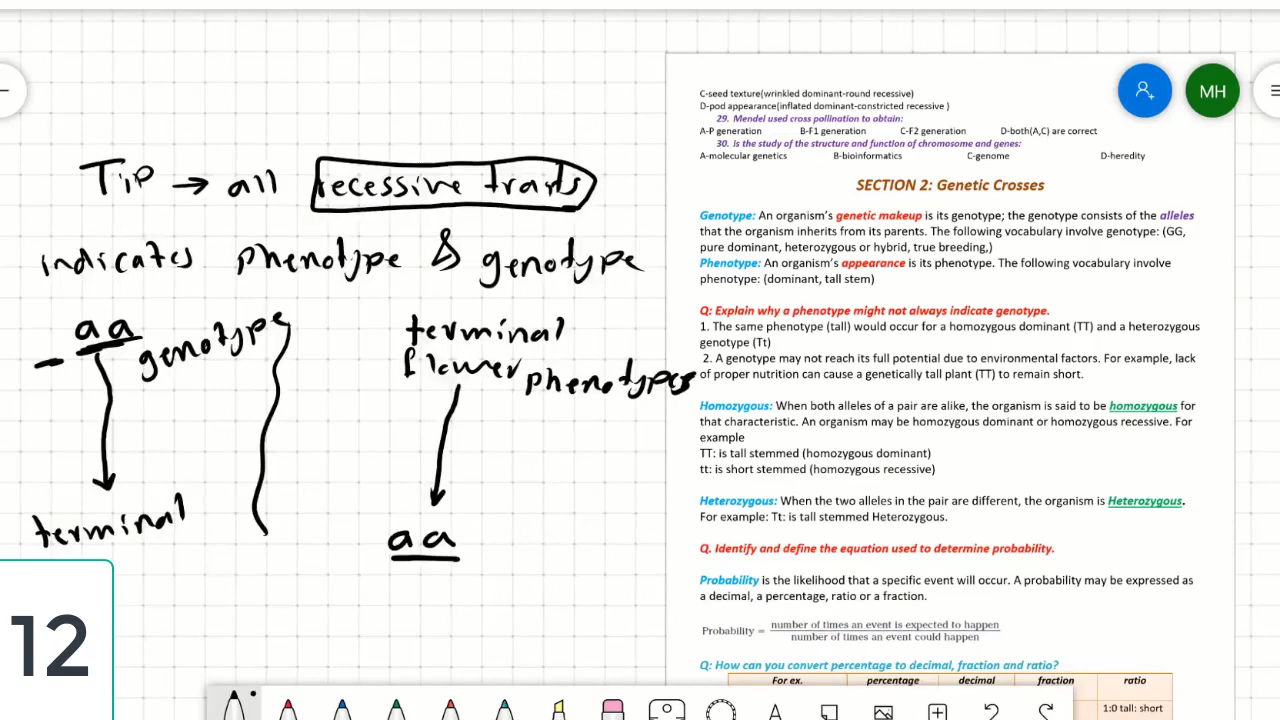 Tip → all recessive traits
indicates phenotype & genotype
- aa genotype
terminal
terminal
flower phenotypes
aa
12
MH
C-seed texture(wrinkled dominant-round recessive)
D-pod appearance(inflated dominant-constricted recessive )
29. Mendel used cross pollination to obtain:
A-P generation B-F1 generation C-F2 generation D-both(A,C) are correct
30. Is the study of the structure and function of chromosome and genes:
A-molecular genetics B-bioinformatics C-genome D-heredity
SECTION 2: Genetic Crosses
Genotype: An organism's genetic makeup is its genotype; the genotype consists of the alleles
that the organism inherits from its parents. The following vocabulary involve genotype: (GG,
pure dominant, heterozygous or hybrid, true breeding,)
Phenotype: An organism's appearance is its phenotype. The following vocabulary involve
phenotype: (dominant, tall stem)
Q: Explain why a phenotype might not always indicate genotype.
1. The same phenotype (tall) would occur for a homozygous dominant (TT) and a heterozygous
genotype (Tt)
2. A genotype may not reach its full potential due to environmental factors. For example, lack
of proper nutrition can cause a genetically tall plant (TT) to remain short.
Homozygous: When both alleles of a pair are alike, the organism is said to be homozygous for
that characteristic. An organism may be homozygous dominant or homozygous recessive. For
example
TT: is tall stemmed (homozygous dominant)
tt: is short stemmed (homozygous recessive)
Heterozygous: When the two alleles in the pair are different, the organism is Heterozygous.
For example: Tt: is tall stemmed Heterozygous.
Q. Identify and define the equation used to determine probability.
Probability is the likelihood that a specific event will occur. A probability may be expressed as
a decimal, a percentage, ratio or a fraction.
Probability = number of times an event is expected to happen
number of times an event could happen
Q: How can you convert percentage to decimal, fraction and ratio?
For ex. percentage decimal fraction ratio
1:0 tall: short